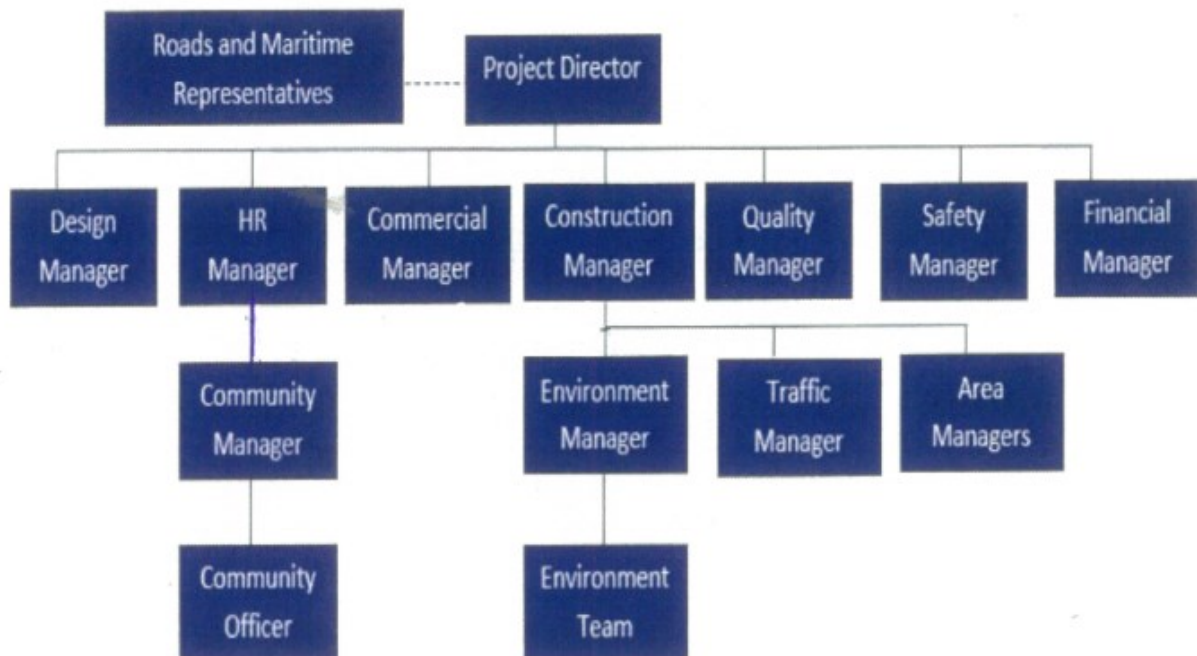 Roads and Maritime
Representatives
Project Director
Design
Manager
HR
Manager
Commercial
Manager
Construction
Manager
Quality
Manager
Safety
Manager
Financial
Manager
Community
Manager
Environment
Manager
Traffic
Manager
Area
Managers
Community
Officer
Environment
Team